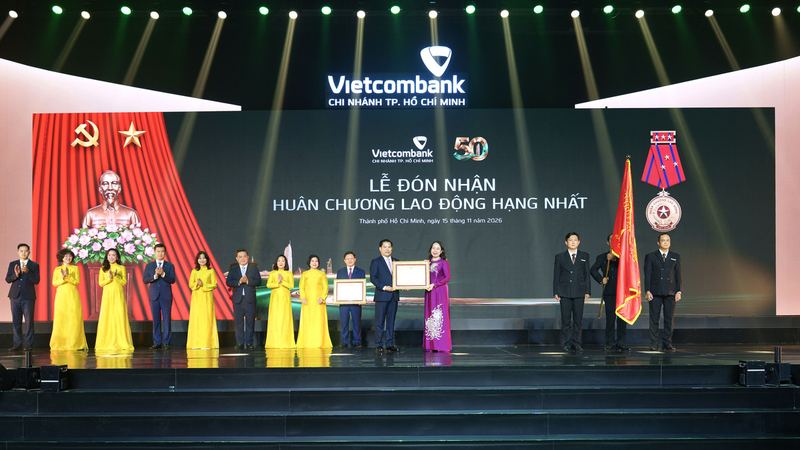 Vietcombank
CHI NHÁNH TP. HỒ CHÍ MINH
Vietcombank
CHI NHÁNH TP. HỒ CHÍ MINH
50
LỄ ĐÓN NHẬN
HUÂN CHƯƠNG LAO ĐỘNG HẠNG NHẤT
Thành phố Hồ Chí Minh, ngày 15 tháng 11 năm 2026